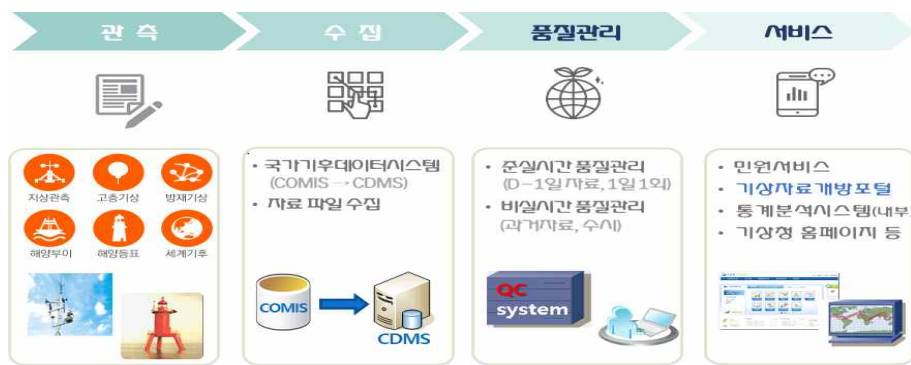 관 측
수 집
품질관리
서비스
지상관측
고층기상
방재기상
해양부이
해양등표
세계기후
• 국가기후데이터시스템
(COMIS → CDMS)
• 자료 파일 수집
COMIS
CDMS
• 준실시간 품질관리
(D-1일 자료, 1일 1회)
• 비실시간 품질관리
(과거자료, 수시)
QC
system
• 민원서비스
• 기상자료개방포털
• 통계분석시스템(내부)
• 기상청 홈페이지 등